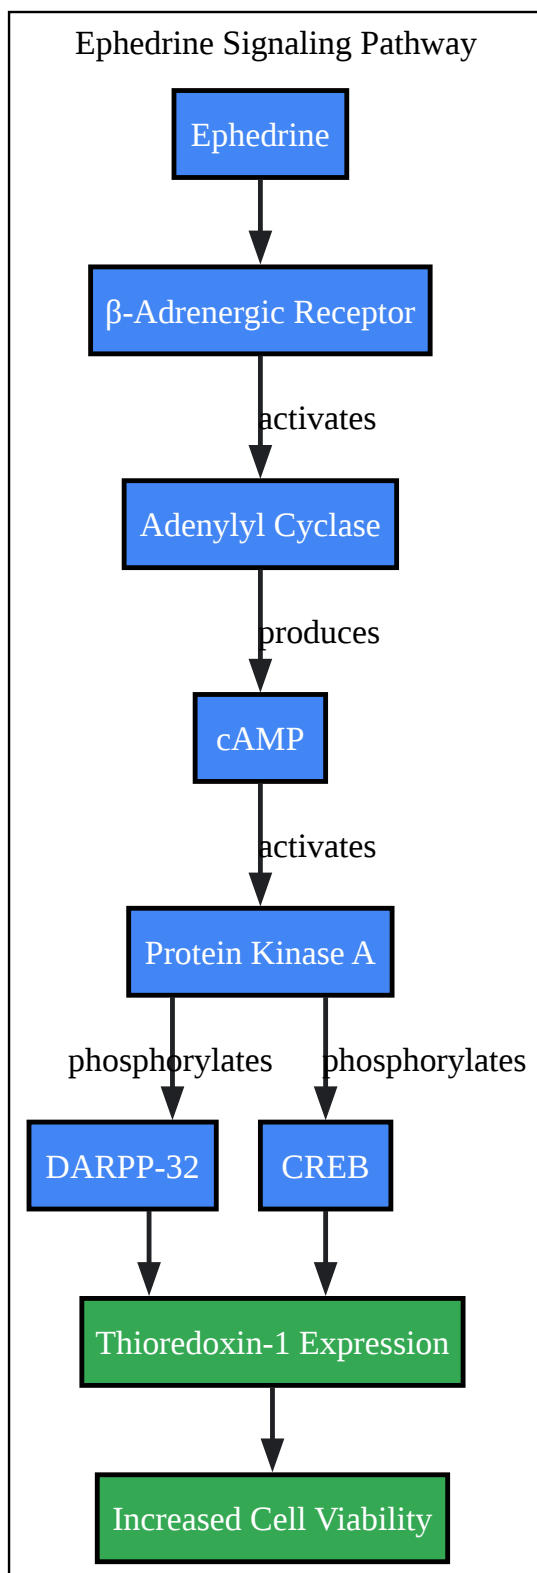 Ephedrine Signaling Pathway
Ephedrine
β-Adrenergic Receptor
activates
Adenylyl Cyclase
produces
cAMP
activates
Protein Kinase A
phosphorylates
phosphorylates
DARPP-32
CREB
Thioredoxin-1 Expression
Increased Cell Viability